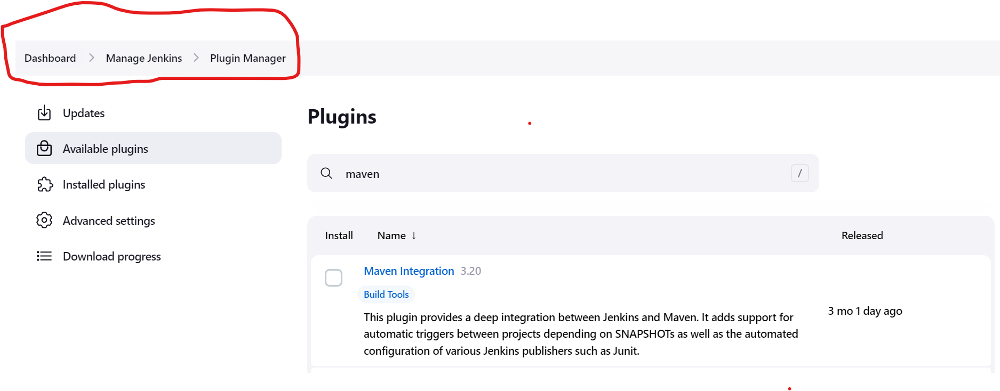 Dashboard > Manage Jenkins > Plugin Manager
Updates
Available plugins
Installed plugins
Advanced settings
Download progress
Plugins
maven /
Install Name ↓ Released
Maven Integration 3.20
Build Tools
This plugin provides a deep integration between Jenkins and Maven. It adds support for
automatic triggers between projects depending on SNAPSHOTs as well as the automated
configuration of various Jenkins publishers such as Junit.
3 mo 1 day ago